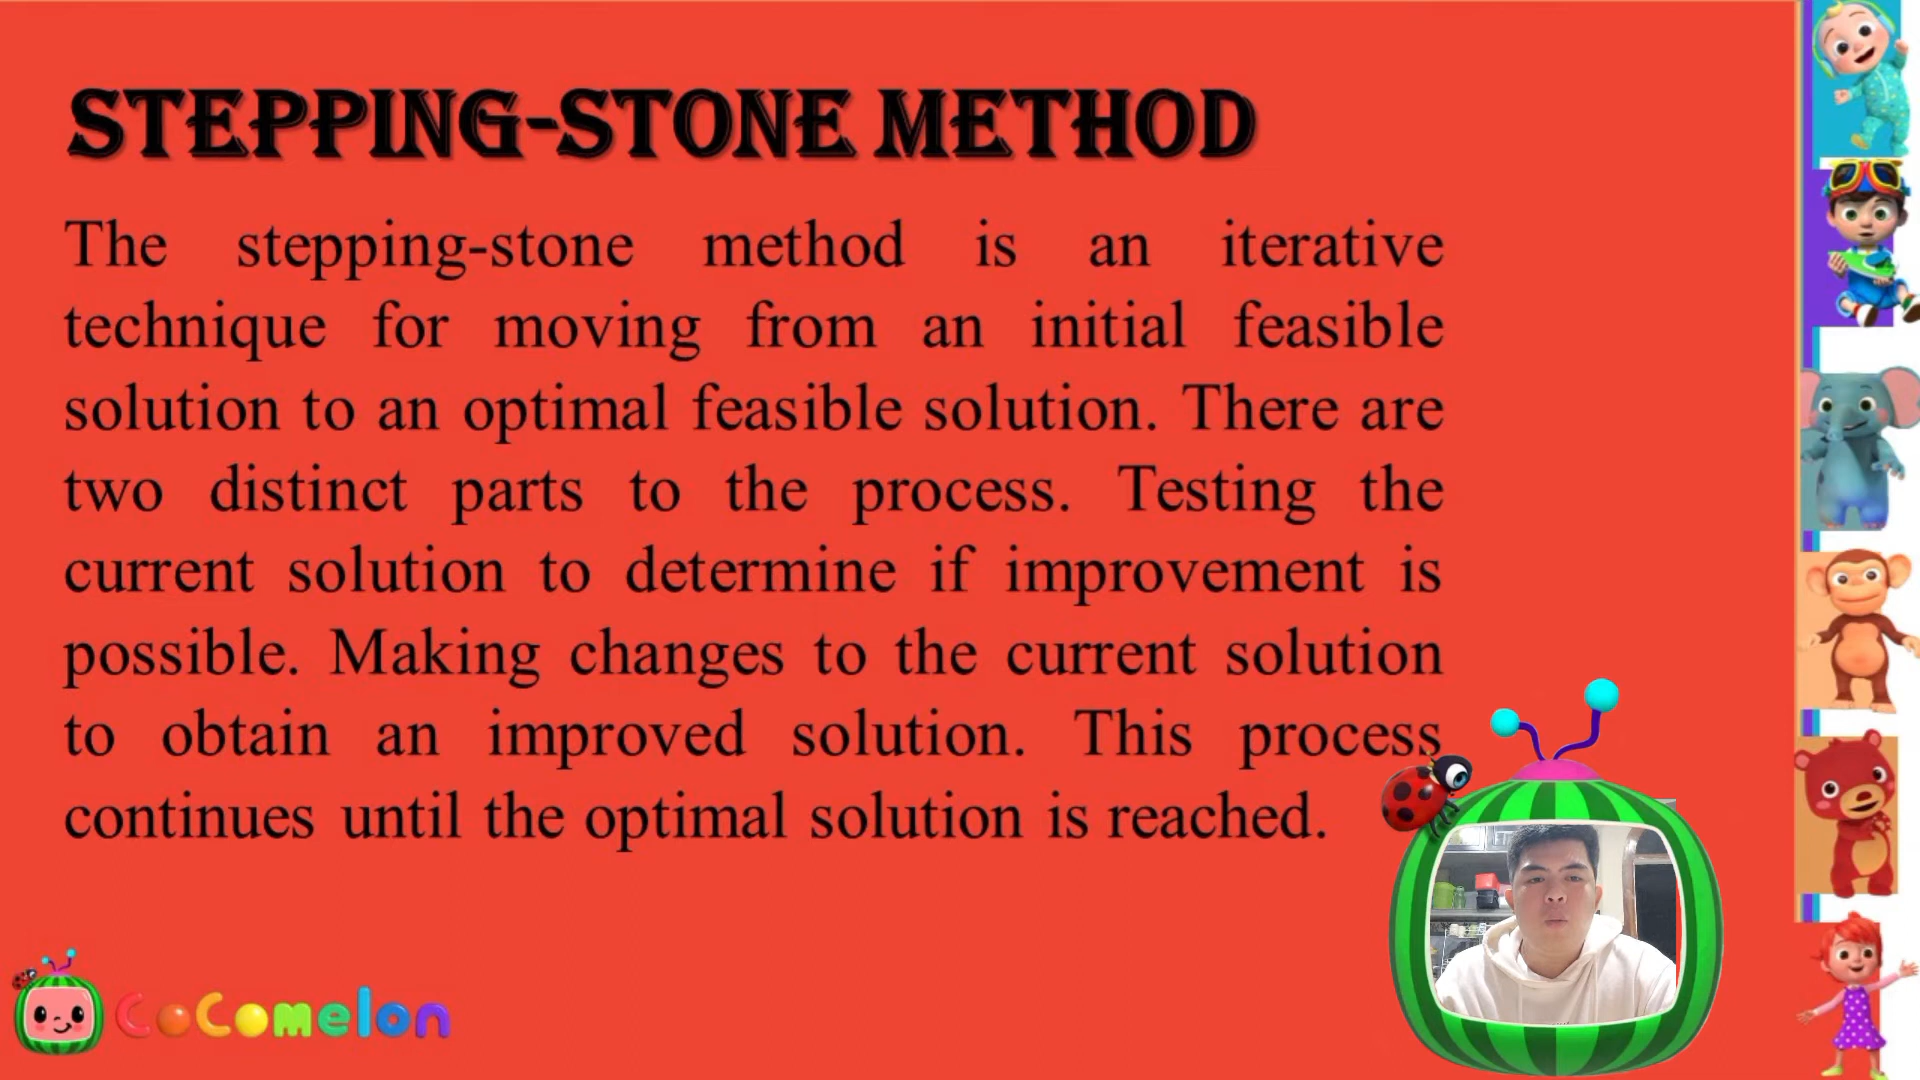 STEPPING-STONE METHOD
The stepping-stone method is an iterative
technique for moving from an initial feasible
solution to an optimal feasible solution. There are
two distinct parts to the process. Testing the
current solution to determine if improvement is
possible. Making changes to the current solution
to obtain an improved solution. This process
continues until the optimal solution is reached.
CoComelon